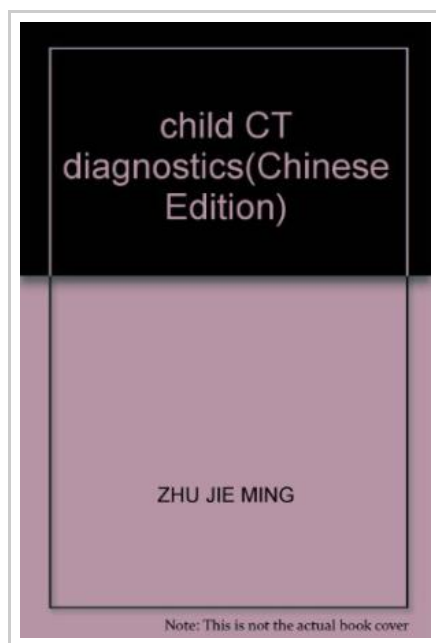 child CT
diagnostics(Chinese
Edition)
ZHU JIE MING
Note: This is not the actual book cover